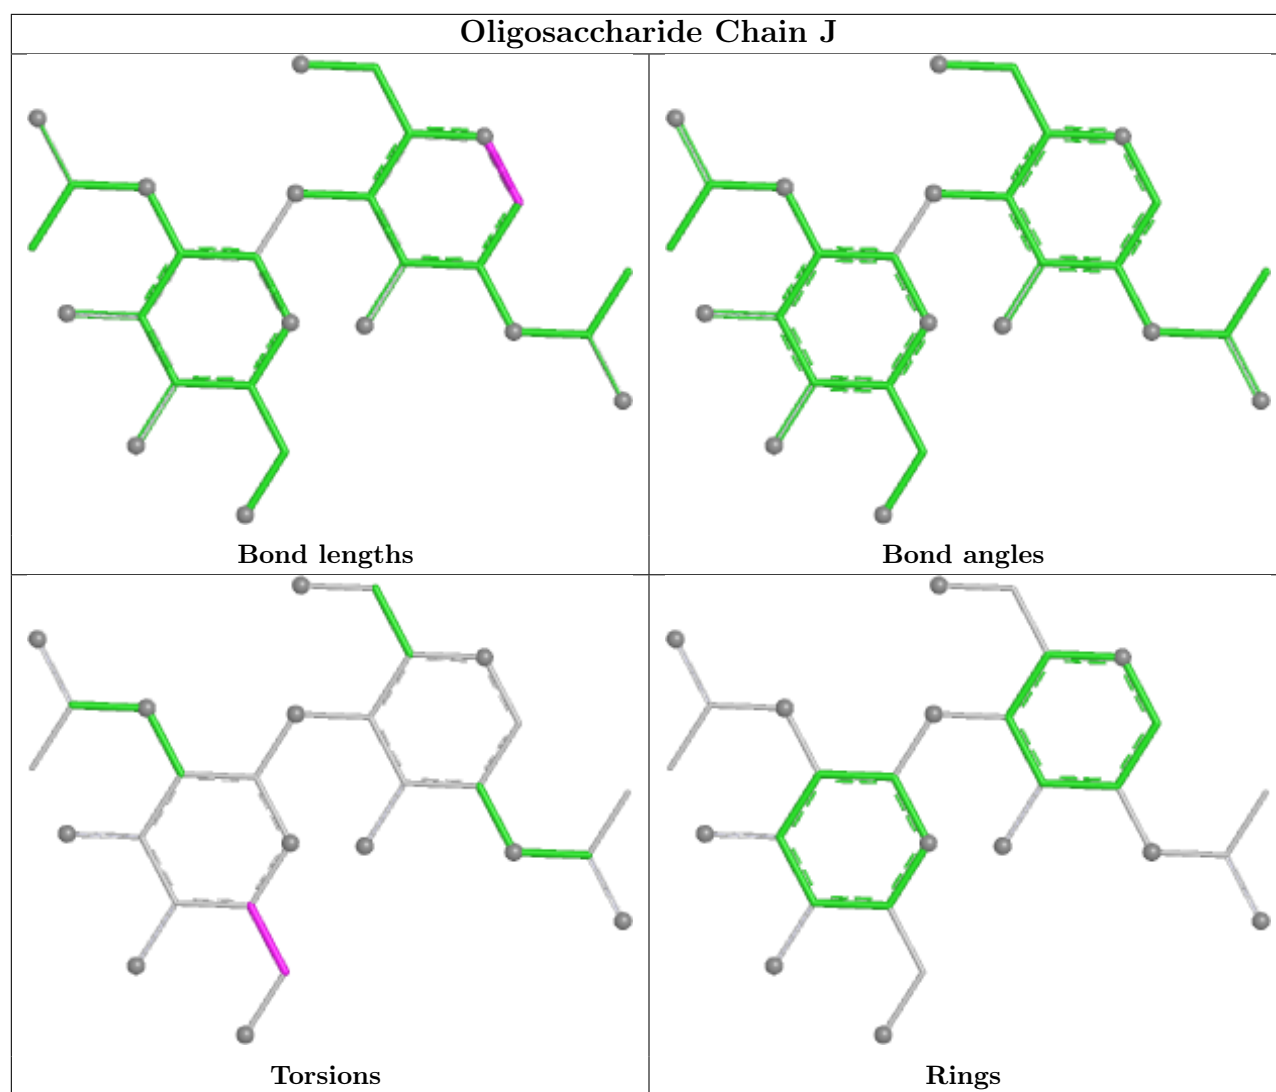 Oligosaccharide Chain J
Bond lengths
Bond angles
Torsions
Rings